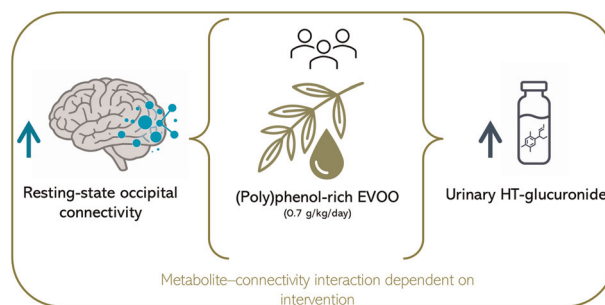 Resting-state occipital
connectivity
(Poly)phenol-rich EVOO
(0.7 g/kg/day)
Urinary HT-glucuronide
Metabolite–connectivity interaction dependent on
intervention